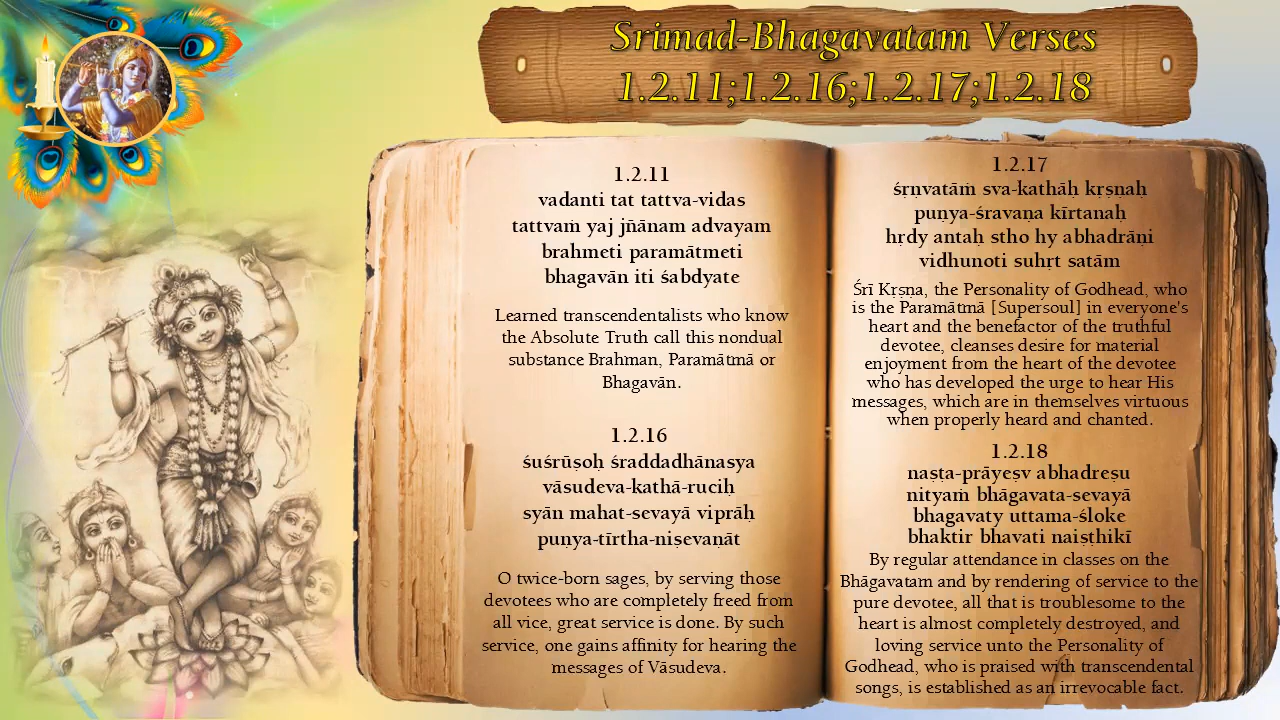 Srimad-Bhagavatam Verses
1.2.11;1.2.16;1.2.17;1.2.18
1.2.11
vadanti tat tattva-vidas
tattvaṁ yaj jñānam advayam
brahmeti paramātmeti
bhagavān iti śabdyate
Learned transcendentalists who know
the Absolute Truth call this nondual
substance Brahman, Paramātmā or
Bhagavān.
1.2.16
śuśrūṣoḥ śraddadhānasya
vāsudeva-kathā-ruciḥ
syān mahat-sevayā viprāḥ
puṇya-tīrtha-niṣevaṇāt
O twice-born sages, by serving those
devotees who are completely freed from
all vice, great service is done. By such
service, one gains affinity for hearing the
messages of Vāsudeva.
1.2.17
śṛṇvatāṁ sva-kathāḥ kṛṣṇaḥ
puṇya-śravaṇa kīrtanaḥ
hṛdy antaḥ stho hy abhadrāṇi
vidhunoti suhṛt satām
Śrī Kṛṣṇa, the Personality of Godhead, who
is the Paramātmā [Supersoul] in everyone's
heart and the benefactor of the truthful
devotee, cleanses desire for material
enjoyment from the heart of the devotee
who has developed the urge to hear His
messages, which are in themselves virtuous
when properly heard and chanted.
1.2.18
naṣṭa-prāyeṣv abhadreṣu
nityaṁ bhāgavata-sevayā
bhagavaty uttama-śloke
bhaktir bhavati naiṣṭhikī
By regular attendance in classes on the
Bhāgavatam and by rendering of service to the
pure devotee, all that is troublesome to the
heart is almost completely destroyed, and
loving service unto the Personality of
Godhead, who is praised with transcendental
songs, is established as an irrevocable fact.